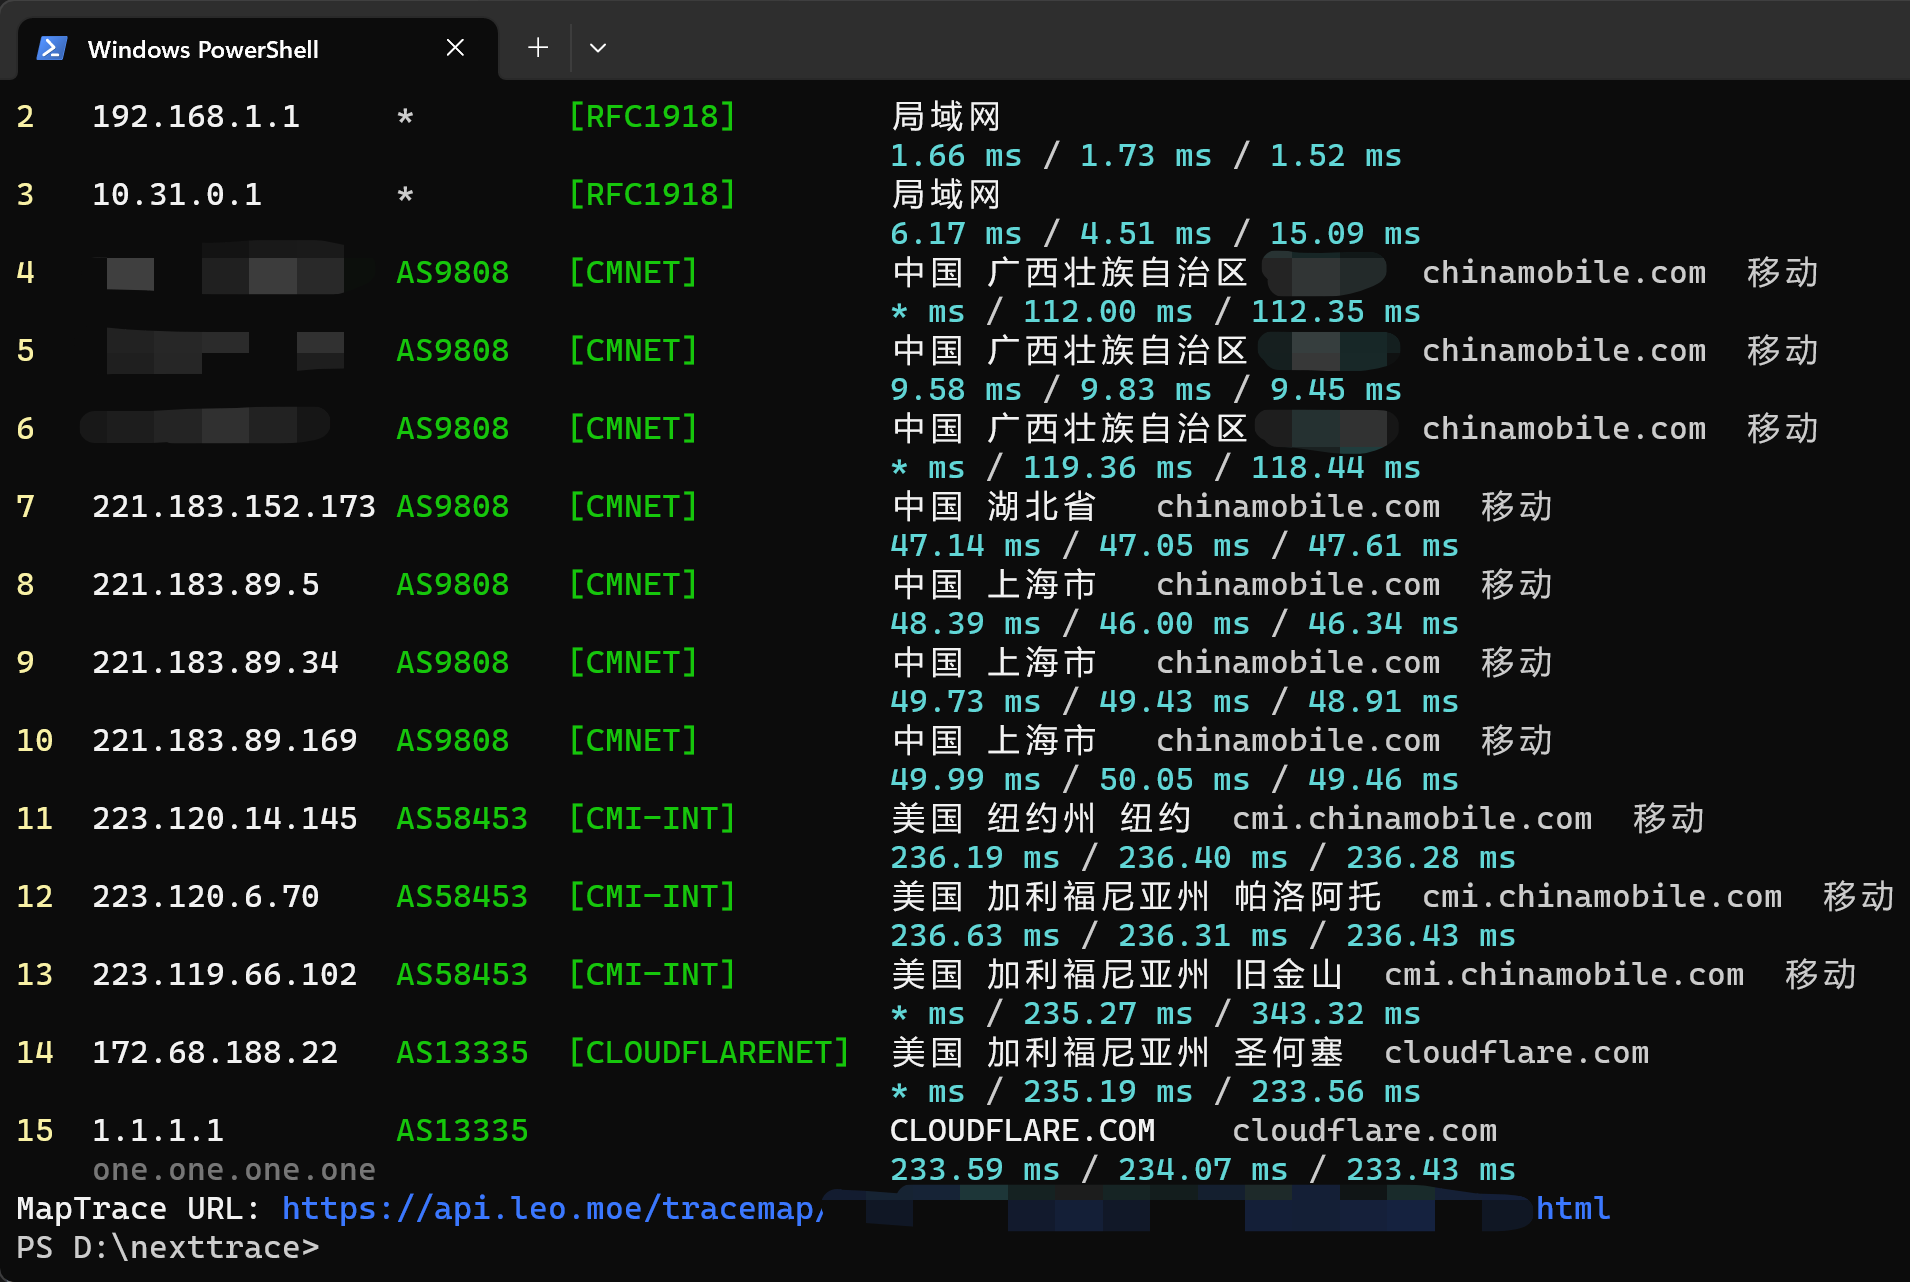 Windows PowerShell
2 192.168.1.1 * [RFC1918] 局域网
1.66 ms / 1.73 ms / 1.52 ms
3 10.31.0.1 * [RFC1918] 局域网
6.17 ms / 4.51 ms / 15.09 ms
4 AS9808 [CMNET] 中国 广西壮族自治区 chinamobile.com 移动
* ms / 112.00 ms / 112.35 ms
5 AS9808 [CMNET] 中国 广西壮族自治区 chinamobile.com 移动
9.58 ms / 9.83 ms / 9.45 ms
6 AS9808 [CMNET] 中国 广西壮族自治区 chinamobile.com 移动
* ms / 119.36 ms / 118.44 ms
7 221.183.152.173 AS9808 [CMNET] 中国 湖北省 chinamobile.com 移动
47.14 ms / 47.05 ms / 47.61 ms
8 221.183.89.5 AS9808 [CMNET] 中国 上海市 chinamobile.com 移动
48.39 ms / 46.00 ms / 46.34 ms
9 221.183.89.34 AS9808 [CMNET] 中国 上海市 chinamobile.com 移动
49.73 ms / 49.43 ms / 48.91 ms
10 221.183.89.169 AS9808 [CMNET] 中国 上海市 chinamobile.com 移动
49.99 ms / 50.05 ms / 49.46 ms
11 223.120.14.145 AS58453 [CMI-INT] 美国 纽约州 纽约 cmi.chinamobile.com 移动
236.19 ms / 236.40 ms / 236.28 ms
12 223.120.6.70 AS58453 [CMI-INT] 美国 加利福尼亚州 帕洛阿托 cmi.chinamobile.com 移动
236.63 ms / 236.31 ms / 236.43 ms
13 223.119.66.102 AS58453 [CMI-INT] 美国 加利福尼亚州 旧金山 cmi.chinamobile.com 移动
* ms / 235.27 ms / 343.32 ms
14 172.68.188.22 AS13335 [CLOUDFLARENET] 美国 加利福尼亚州 圣何塞 cloudflare.com
* ms / 235.19 ms / 233.56 ms
15 1.1.1.1 AS13335 CLOUDFLARE.COM cloudflare.com
one.one.one.one 233.59 ms / 234.07 ms / 233.43 ms
MapTrace URL: https://api.leo.moe/tracemap/ html
PS D:\nexttrace>